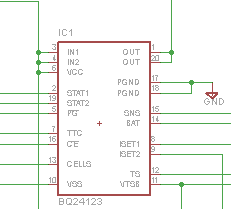 IC1
3 IN1 OUT 1
4 IN2 OUT 20
6 VCC
PGND 17
2 STAT1 PGND 18
19 STAT2 GND
5 PG SNS 15
BAT 14
7 TTC
16 CE ISET1 8
ISET2 9
13 CELLS
TS 12
10 VSS VTSB 11
BQ24123